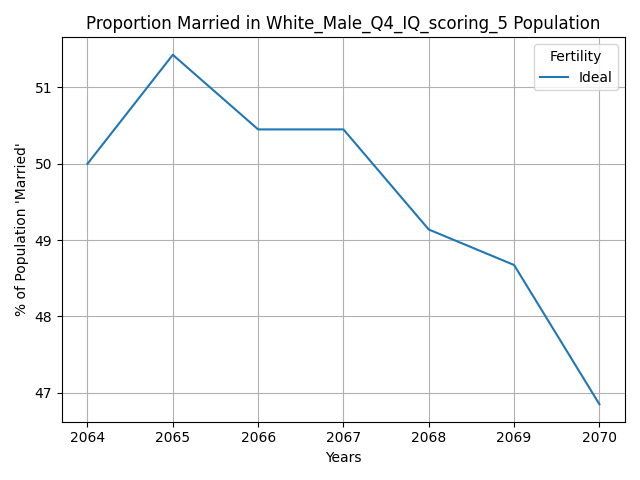 Proportion Married in White_Male_Q4_IQ_scoring_5 Population
Fertility
Ideal
% of Population 'Married'
51
50
49
48
47
2064 2065 2066 2067 2068 2069 2070
Years